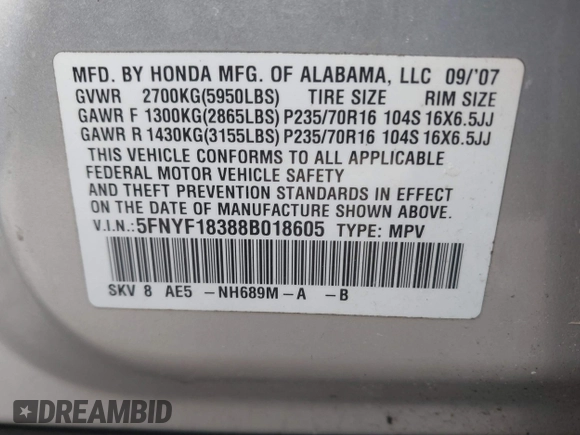 MFD. BY HONDA MFG. OF ALABAMA, LLC 09/'07
GVWR 2700KG(5950LBS) TIRE SIZE RIM SIZE
GAWR F 1300KG(2865LBS) P235/70R16 104S 16X6.5JJ
GAWR R 1430KG(3155LBS) P235/70R16 104S 16X6.5JJ
THIS VEHICLE CONFORMS TO ALL APPLICABLE
FEDERAL MOTOR VEHICLE SAFETY
AND THEFT PREVENTION STANDARDS IN EFFECT
ON THE DATE OF MANUFACTURE SHOWN ABOVE.
V.I.N.:5FNYF18388B018605 TYPE: MPV
SKV 8 AE5 -NH689M-A -B
DREAMBID